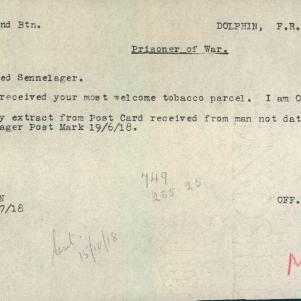 nd Btn. DOLPHIN, F.R.
Prisoner of War.
ed Sennelager.
received your most welcome tobacco parcel. I am O
y extract from Post Card received from man not dat
ager Post Mark 19/6/18.
749
N OFF.
7/18
15/10/18